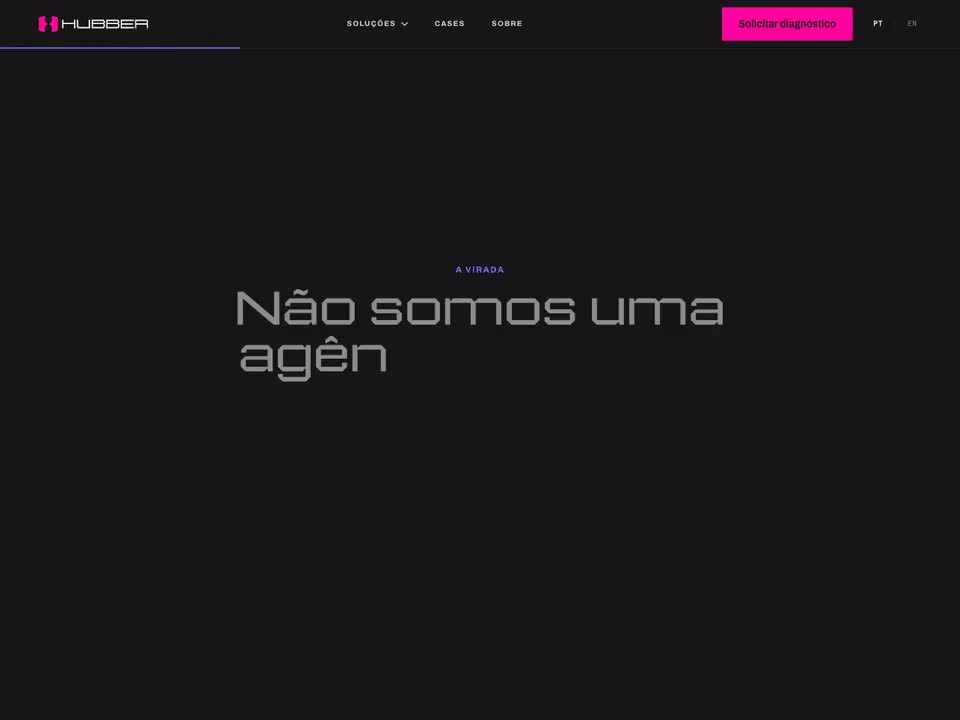 HUBBER
SOLUÇÕES
CASES
SOBRE
Solicitar diagnóstico
PT
EN
A VIRADA
Não somos uma
agên